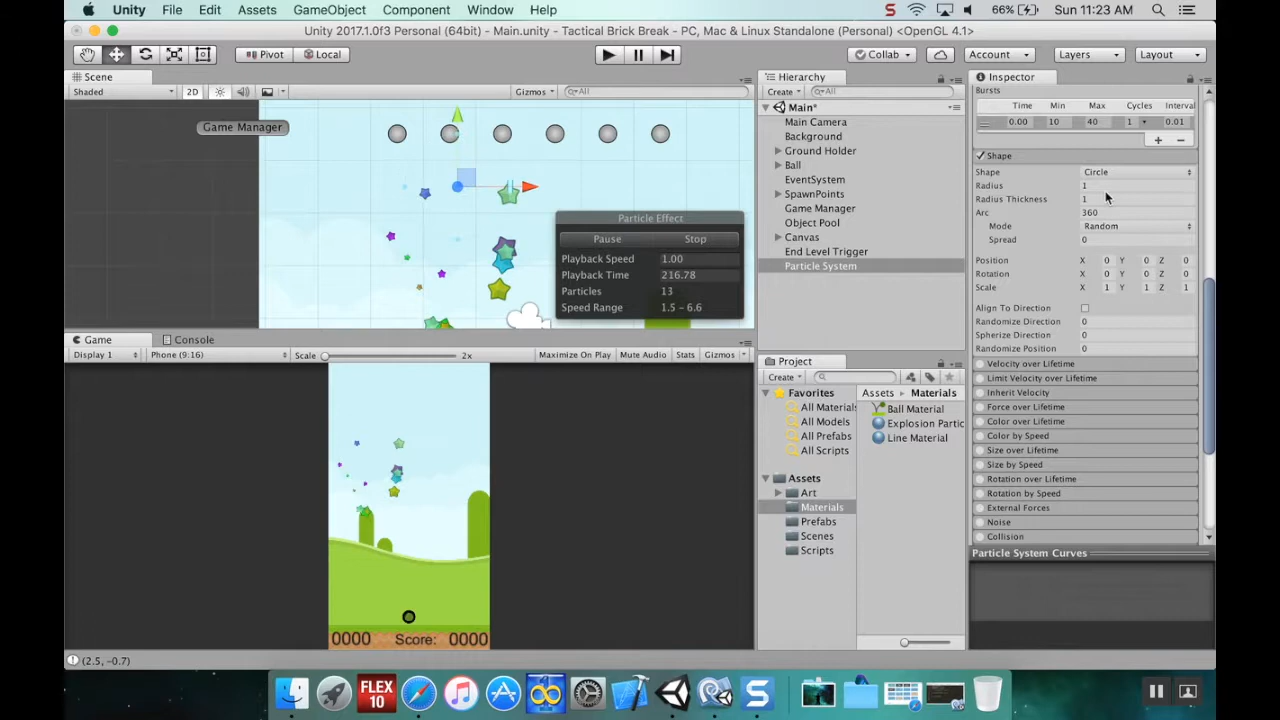 Unity File Edit Assets GameObject Component Window Help S 66% Sun 11:23 AM
Unity 2017.1.0f3 Personal (64bit) - Main.unity - Tactical Brick Break - PC, Mac & Linux Standalone (Personal) <OpenGL 4.1>
Pivot Local Collab Account Layers Layout
Scene
Shaded 2D Gizmos All
Game Manager
Particle Effect
Pause Stop
Playback Speed 1.00
Playback Time 216.78
Particles 13
Speed Range 1.5 – 6.6
Game Console
Display 1 Phone (9:16) Scale 2x Maximize On Play Mute Audio Stats Gizmos
0000 Score: 0000
Hierarchy
Create All
Main*
Main Camera
Background
Ground Holder
Ball
EventSystem
SpawnPoints
Game Manager
Object Pool
Canvas
End Level Trigger
Particle System
Project
Create
Favorites
All Materials
All Models
All Prefabs
All Scripts
Assets
Art
Materials
Prefabs
Scenes
Scripts
Assets Materials
Ball Material
Explosion Partic
Line Material
Inspector
Bursts
Time Min Max Cycles Interval
0.00 10 40 1 0.01
Shape
Shape Circle
Radius 1
Radius Thickness 1
Arc 360
Mode Random
Spread 0
Position X 0 Y 0 Z 0
Rotation X 0 Y 0 Z 0
Scale X 1 Y 1 Z 1
Align To Direction
Randomize Direction 0
Spherize Direction 0
Randomize Position 0
Velocity over Lifetime
Limit Velocity over Lifetime
Inherit Velocity
Force over Lifetime
Color over Lifetime
Color by Speed
Size over Lifetime
Size by Speed
Rotation over Lifetime
Rotation by Speed
External Forces
Noise
Collision
Particle System Curves
(2.5, -0.7)
FLEX
10
S